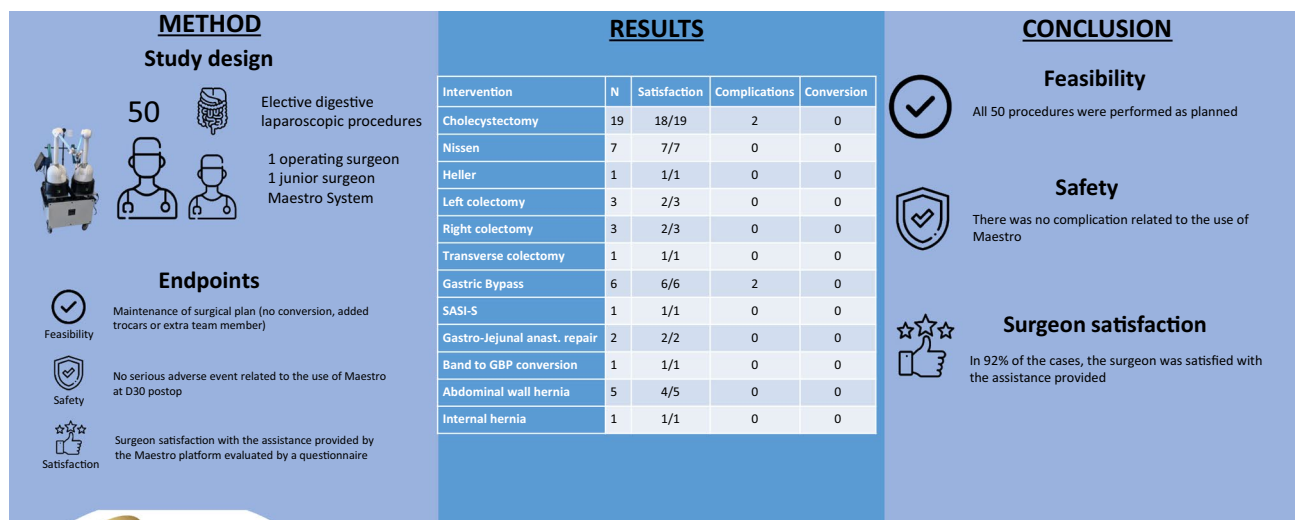 METHOD
Study design
50
Elective digestive
laparoscopic procedures
1 operating surgeon
1 junior surgeon
Maestro System
Endpoints
Feasibility
Maintenance of surgical plan (no conversion, added
trocars or extra team member)
Safety
No serious adverse event related to the use of Maestro
at D30 postop
Satisfaction
Surgeon satisfaction with the assistance provided by
the Maestro platform evaluated by a questionnaire
RESULTS
Intervention N Satisfaction Complications Conversion
Cholecystectomy 19 18/19 2 0
Nissen 7 7/7 0 0
Heller 1 1/1 0 0
Left colectomy 3 2/3 0 0
Right colectomy 3 2/3 0 0
Transverse colectomy 1 1/1 0 0
Gastric Bypass 6 6/6 2 0
SASI-S 1 1/1 0 0
Gastro-Jejunal anast. repair 2 2/2 0 0
Band to GBP conversion 1 1/1 0 0
Abdominal wall hernia 5 4/5 0 0
Internal hernia 1 1/1 0 0
CONCLUSION
Feasibility
All 50 procedures were performed as planned
Safety
There was no complication related to the use of
Maestro
Surgeon satisfaction
In 92% of the cases, the surgeon was satisfied with
the assistance provided